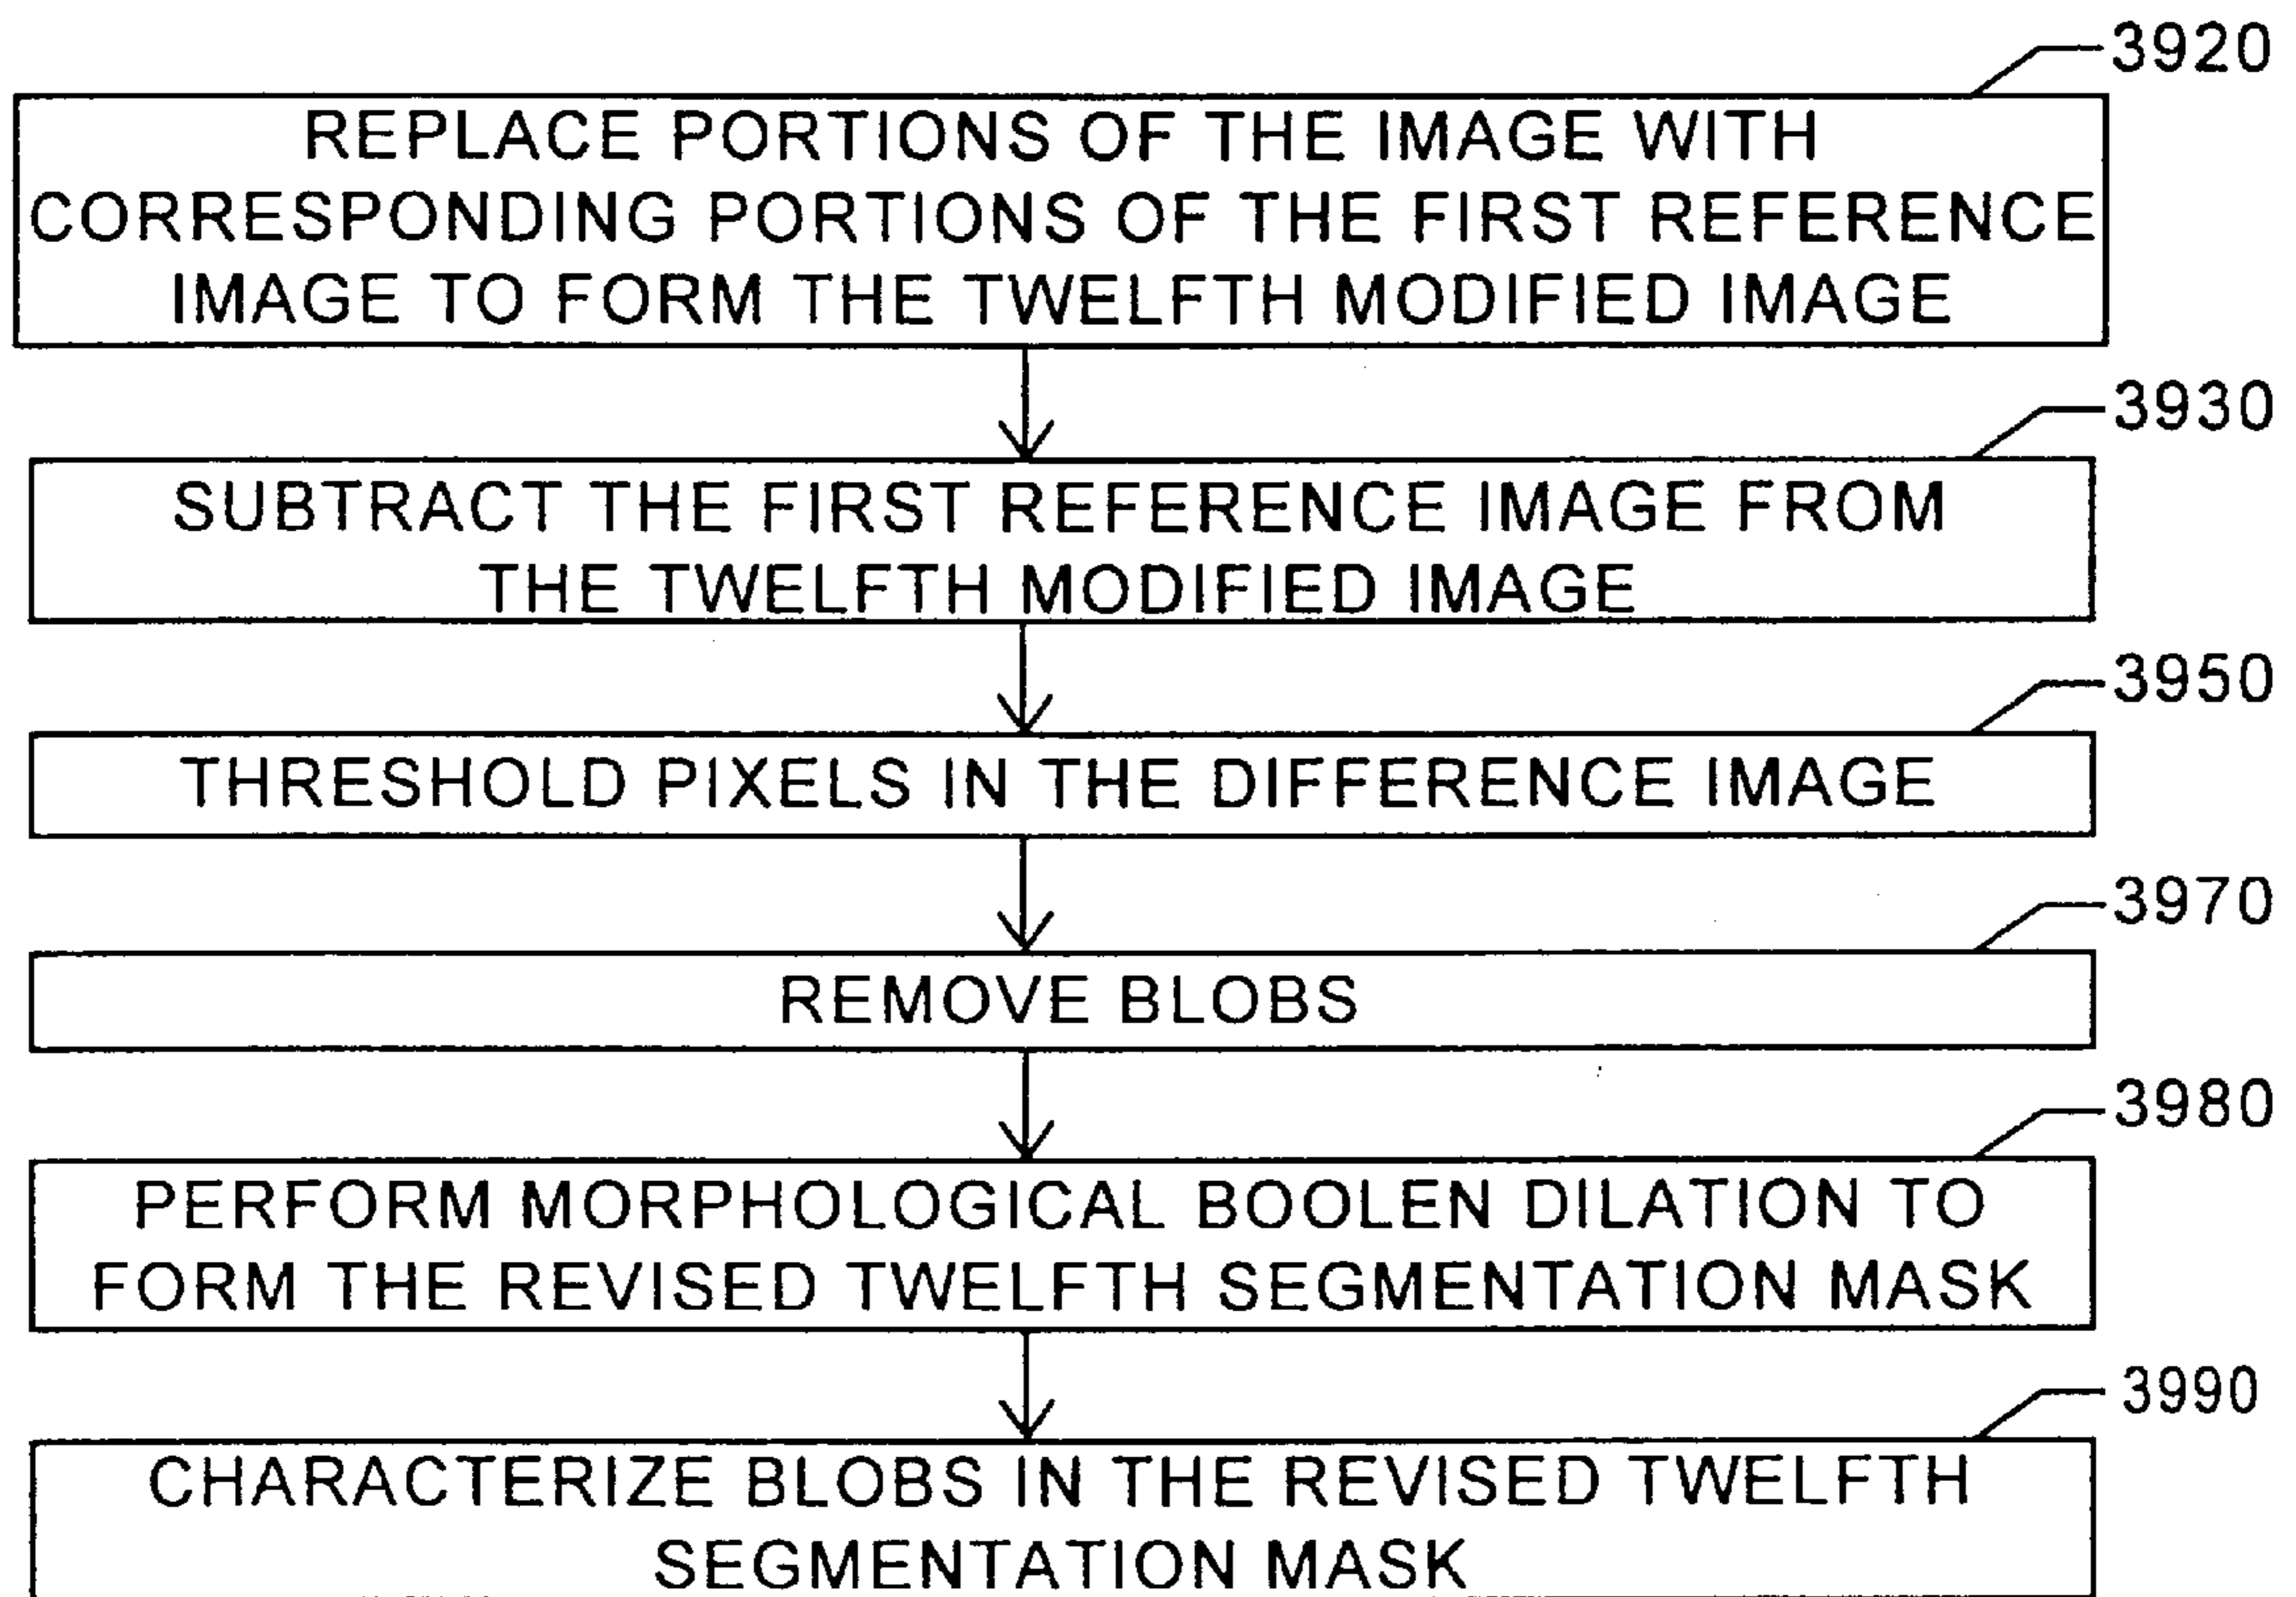 3920
REPLACE PORTIONS OF THE IMAGE WITH
CORRESPONDING PORTIONS OF THE FIRST REFERENCE
IMAGE TO FORM THE TWELFTH MODIFIED IMAGE
3930
SUBTRACT THE FIRST REFERENCE IMAGE FROM
THE TWELFTH MODIFIED IMAGE
3950
THRESHOLD PIXELS IN THE DIFFERENCE IMAGE
3970
REMOVE BLOBS
3980
PERFORM MORPHOLOGICAL BOOLEN DILATION TO
FORM THE REVISED TWELFTH SEGMENTATION MASK
3990
CHARACTERIZE BLOBS IN THE REVISED TWELFTH
SEGMENTATION MASK